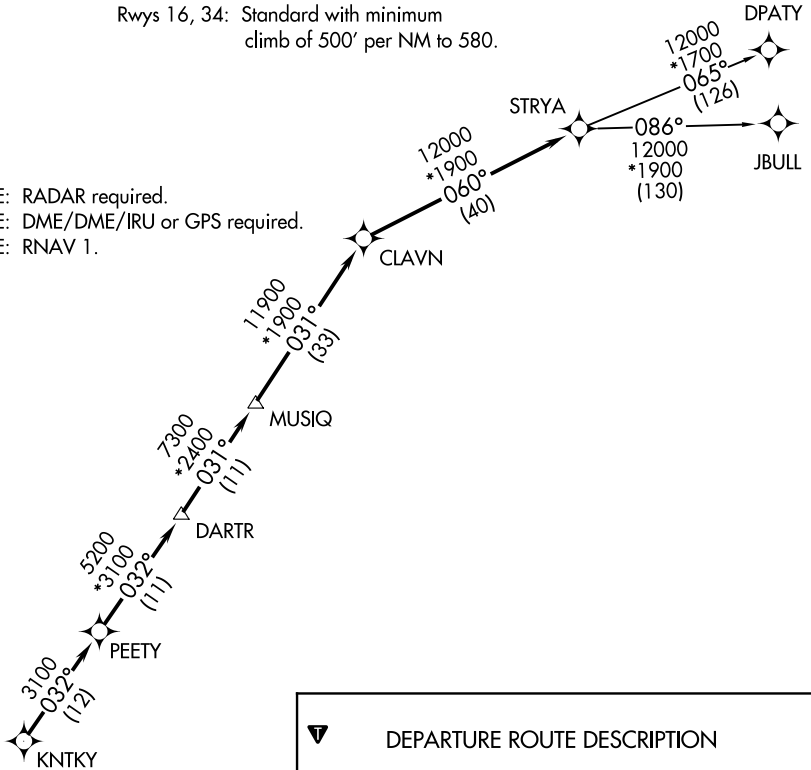 Rwys 16, 34: Standard with minimum
climb of 500' per NM to 580.
DPATY
12000
*1700
065°
(126)
STRYA
086°
12000
*1900
(130)
JBULL
12000
*1900
060°
(40)
E: RADAR required.
E: DME/DME/IRU or GPS required.
E: RNAV 1.
CLAVN
11900
*1900
031°
(33)
MUSIQ
7300
*2400
031°
(11)
DARTR
5200
*3100
032°
(11)
PEETY
3100
032°
(12)
KNTKY
T
DEPARTURE ROUTE DESCRIPTION